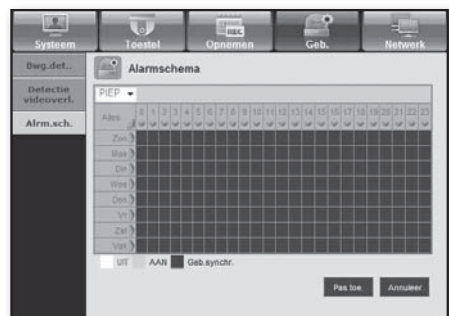 Systeem Toestel Opnemen Geb. Netwerk
REC
Bwg.det..
Alarmschema
Detectie
videoverl.
PIEP
Alrm.sch.
Alles 0 1 2 3 4 5 6 7 8 9 10 11 12 13 14 15 16 17 18 19 20 21 22 23
Zon
Maa
Din
Woe
Don
Vr
Zat
Vak
UIT AAN Geb.synchr.
Pas toe Annuleer